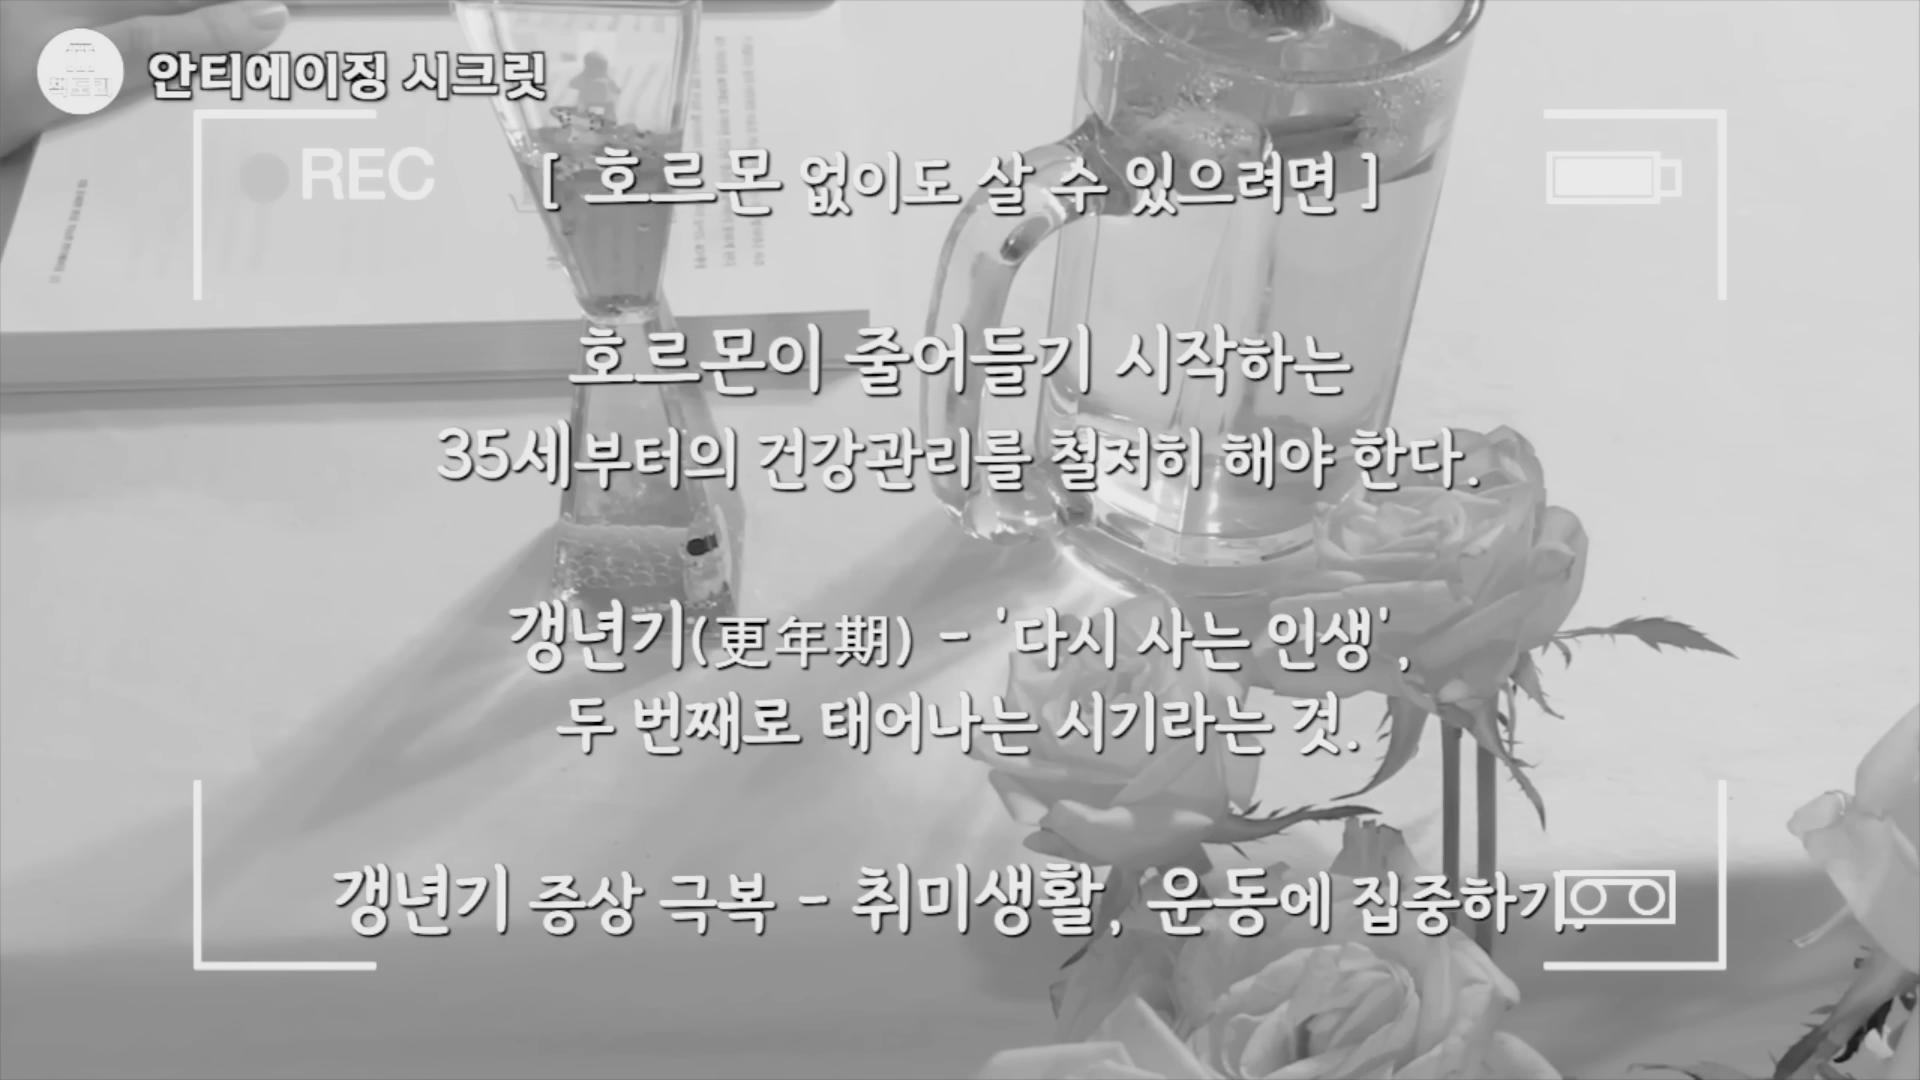 안티에이징 시크릿
REC
[ 호르몬 없이도 살 수 있으려면 ]
호르몬이 줄어들기 시작하는
35세부터의 건강관리를 철저히 해야 한다.
갱년기(更年期) - '다시 사는 인생',
두 번째로 태어나는 시기라는 것.
갱년기 증상 극복 - 취미생활, 운동에 집중하기.